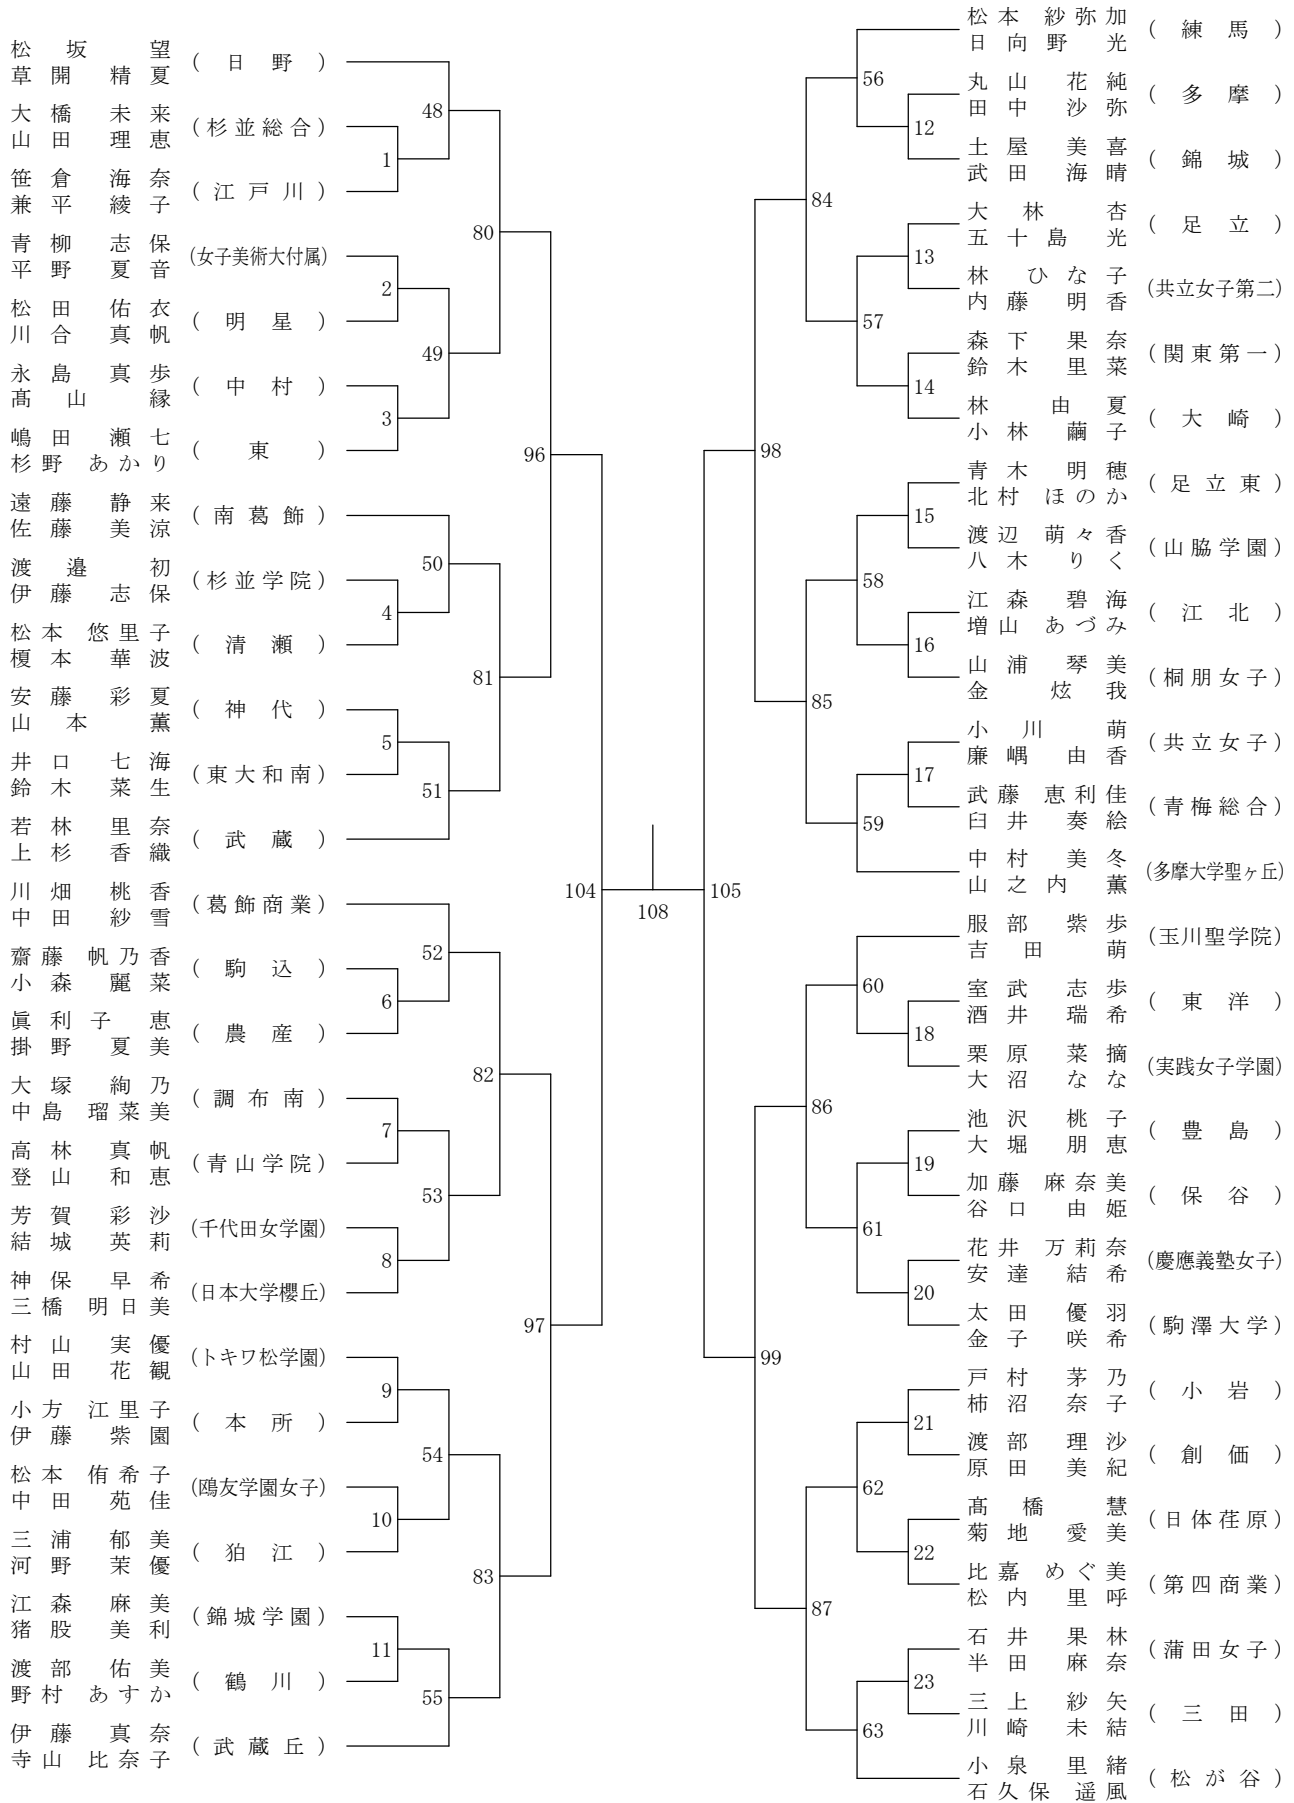 松坂 望
草開 精夏
(日野)
大橋 未来
山田 理恵
(杉並総合)
笹倉 海奈
兼平 綾子
(江戸川)
青柳 志保
平野 夏音
(女子美術大付属)
松田 佑衣
川合 真帆
(明星)
永島 真歩
髙山 縁
(中村)
嶋田 瀬七
杉野 あかり
(東)
遠藤 静来
佐藤 美涼
(南葛飾)
渡邉 初
伊藤 志保
(杉並学院)
松本 悠里子
榎本 華波
(清瀬)
安藤 彩夏
山本 薫
(神代)
井口 七海
鈴木 菜生
(東大和南)
若林 里奈
上杉 香織
(武蔵)
川畑 桃香
中田 紗雪
(葛飾商業)
齋藤 帆乃香
小森 麗菜
(駒込)
眞利子 恵
掛野 夏美
(農産)
大塚 絢乃
中島 瑠菜美
(調布南)
高林 真帆
登山 和恵
(青山学院)
芳賀 彩沙
結城 英莉
(千代田女学園)
神保 早希
三橋 明日美
(日本大学櫻丘)
村山 実優
山田 花観
(トキワ松学園)
小方 江里子
伊藤 紫園
(本所)
松本 侑希子
中田 苑佳
(鴎友学園女子)
三浦 郁美
河野 茉優
(狛江)
江森 麻美
猪股 美利
(錦城学園)
渡部 佑美
野村 あすか
(鶴川)
伊藤 真奈
寺山 比奈子
(武蔵丘)
1
2
3
4
5
6
7
8
9
10
11
48
49
50
51
52
53
54
55
80
81
82
83
96
97
104
108
105
98
99
84
85
86
87
56
57
58
59
60
61
62
63
12
13
14
15
16
17
18
19
20
21
22
23
松本 紗弥加
日向野 光
(練馬)
丸山 花純
田中 沙弥
(多摩)
土屋 美喜
武田 海晴
(錦城)
大林 杏
五十島 光
(足立)
林 ひな子
内藤 明香
(共立女子第二)
森下 果奈
鈴木 里菜
(関東第一)
林 由夏
小林 繭子
(大崎)
青木 明穂
北村 ほのか
(足立東)
渡辺 萌々香
八木 りく
(山脇学園)
江森 碧海
増山 あづみ
(江北)
山浦 琴美
金 炫我
(桐朋女子)
小川 萌
廉嵎 由香
(共立女子)
武藤 恵利佳
臼井 奏絵
(青梅総合)
中村 美冬
山之内 薫
(多摩大学聖ヶ丘)
服部 紫歩
吉田 萌
(玉川聖学院)
室武 志歩
酒井 瑞希
(東洋)
栗原 菜摘
大沼 なな
(実践女子学園)
池沢 桃子
大堀 朋恵
(豊島)
加藤 麻奈美
谷口 由姫
(保谷)
花井 万莉奈
安達 結希
(慶應義塾女子)
太田 優羽
金子 咲希
(駒澤大学)
戸村 茅乃
柿沼 奈子
(小岩)
渡部 理沙
原田 美紀
(創価)
髙橋 慧
菊地 愛美
(日体荏原)
比嘉 めぐ美
松内 里呼
(第四商業)
石井 果林
半田 麻奈
(蒲田女子)
三上 紗矢
川崎 未結
(三田)
小泉 里緒
石久保 遥風
(松が谷)